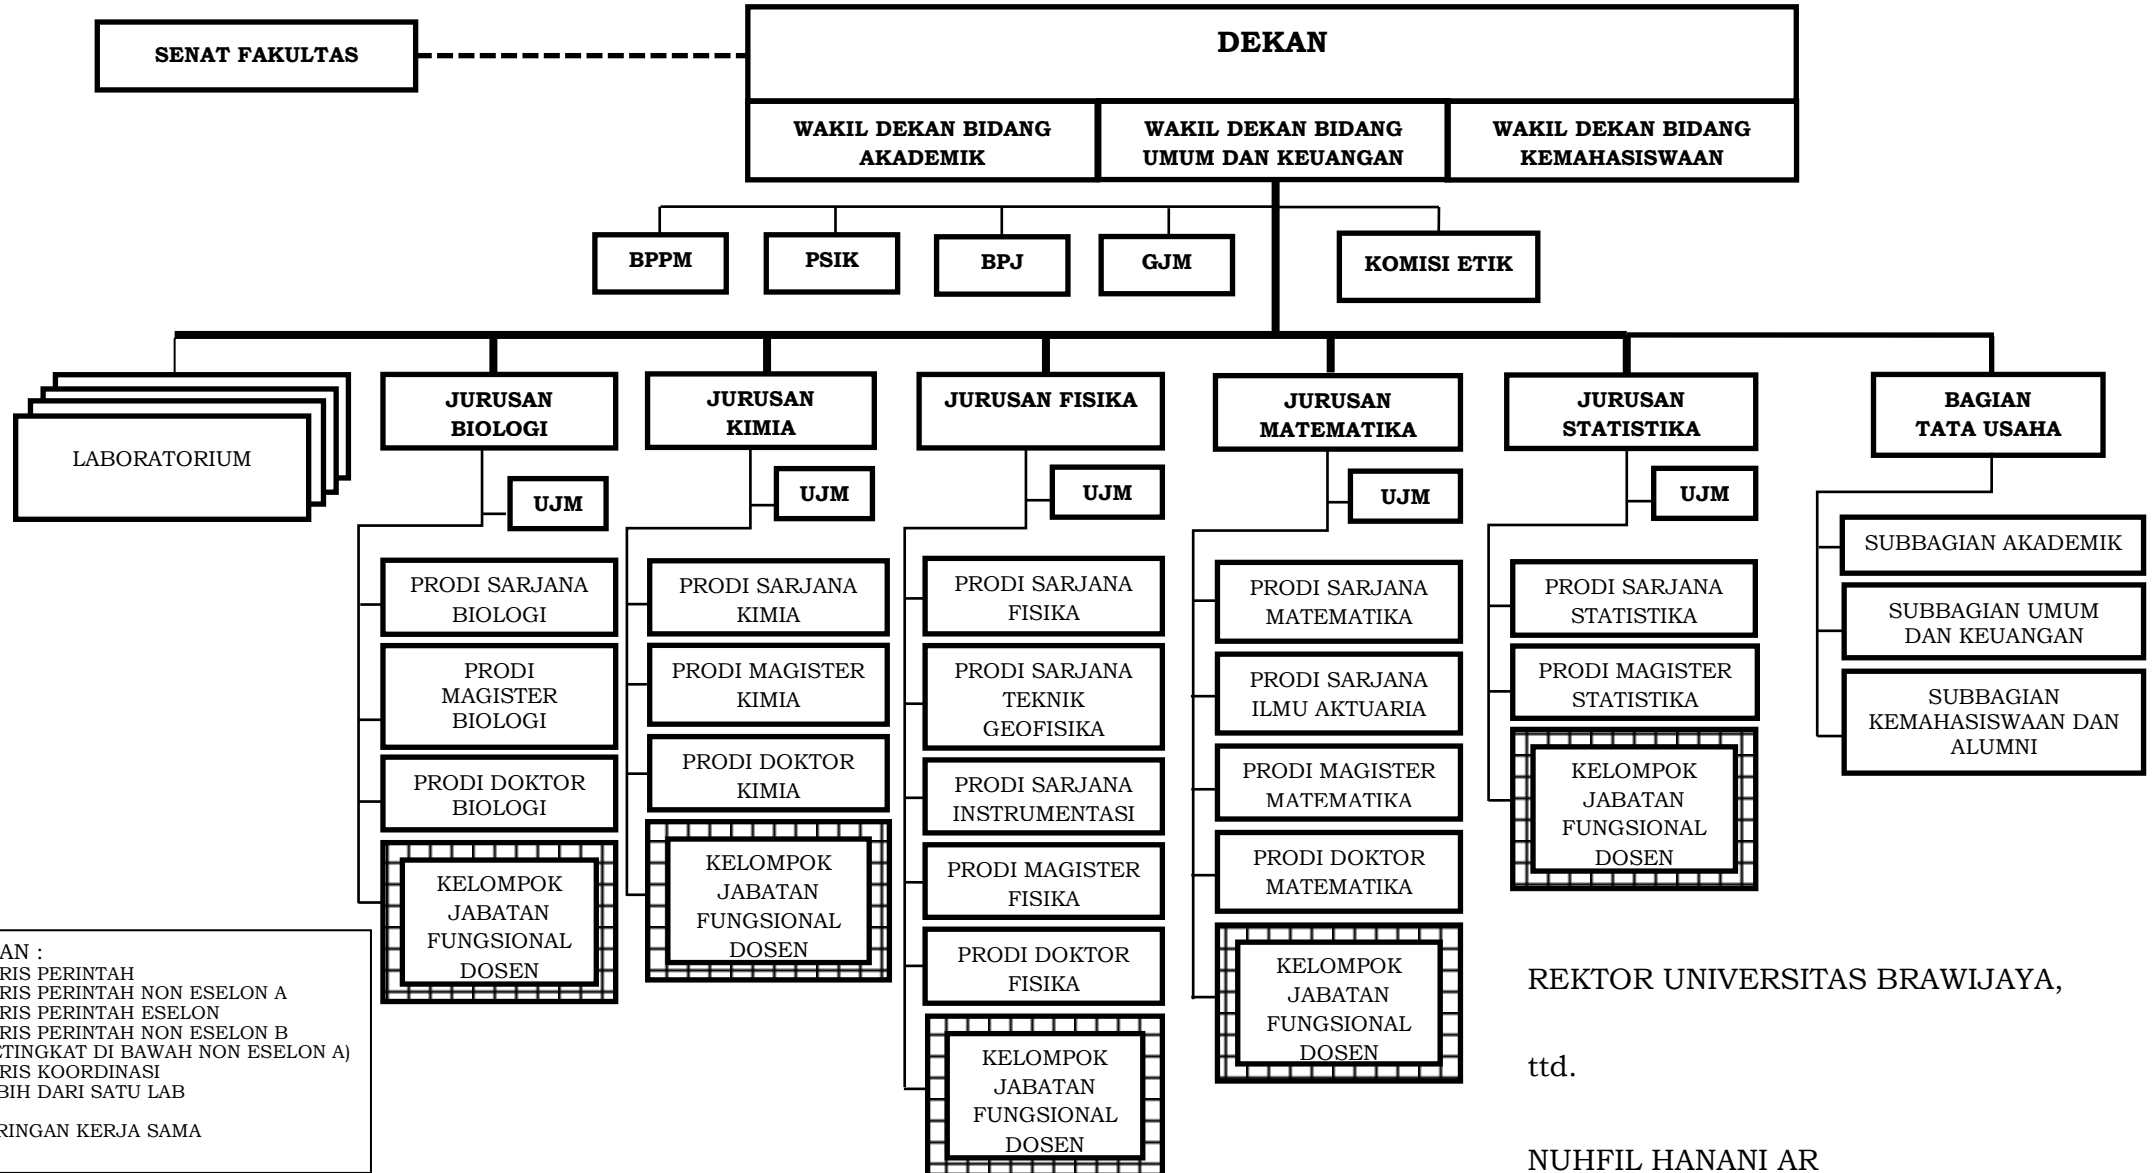 SENAT FAKULTAS
DEKAN
WAKIL DEKAN BIDANG
AKADEMIK
WAKIL DEKAN BIDANG
UMUM DAN KEUANGAN
WAKIL DEKAN BIDANG
KEMAHASISWAAN
BPPM
PSIK
BPJ
GJM
KOMISI ETIK
LABORATORIUM
JURUSAN
BIOLOGI
UJM
PRODI SARJANA
BIOLOGI
PRODI
MAGISTER
BIOLOGI
PRODI DOKTOR
BIOLOGI
KELOMPOK
JABATAN
FUNGSIONAL
DOSEN
JURUSAN
KIMIA
UJM
PRODI SARJANA
KIMIA
PRODI MAGISTER
KIMIA
PRODI DOKTOR
KIMIA
KELOMPOK
JABATAN
FUNGSIONAL
DOSEN
JURUSAN FISIKA
UJM
PRODI SARJANA
FISIKA
PRODI SARJANA
TEKNIK
GEOFISIKA
PRODI SARJANA
INSTRUMENTASI
PRODI MAGISTER
FISIKA
PRODI DOKTOR
FISIKA
KELOMPOK
JABATAN
FUNGSIONAL
DOSEN
JURUSAN
MATEMATIKA
UJM
PRODI SARJANA
MATEMATIKA
PRODI SARJANA
ILMU AKTUARIA
PRODI MAGISTER
MATEMATIKA
PRODI DOKTOR
MATEMATIKA
KELOMPOK
JABATAN
FUNGSIONAL
DOSEN
JURUSAN
STATISTIKA
UJM
PRODI SARJANA
STATISTIKA
PRODI MAGISTER
STATISTIKA
KELOMPOK
JABATAN
FUNGSIONAL
DOSEN
BAGIAN
TATA USAHA
SUBBAGIAN AKADEMIK
SUBBAGIAN UMUM
DAN KEUANGAN
SUBBAGIAN
KEMAHASISWAAN DAN
ALUMNI
AN :
RIS PERINTAH
RIS PERINTAH NON ESELON A
RIS PERINTAH ESELON
RIS PERINTAH NON ESELON B
ETINGKAT DI BAWAH NON ESELON A)
RIS KOORDINASI
BIH DARI SATU LAB
RINGAN KERJA SAMA
REKTOR UNIVERSITAS BRAWIJAYA,
ttd.
NUHFIL HANANI AR